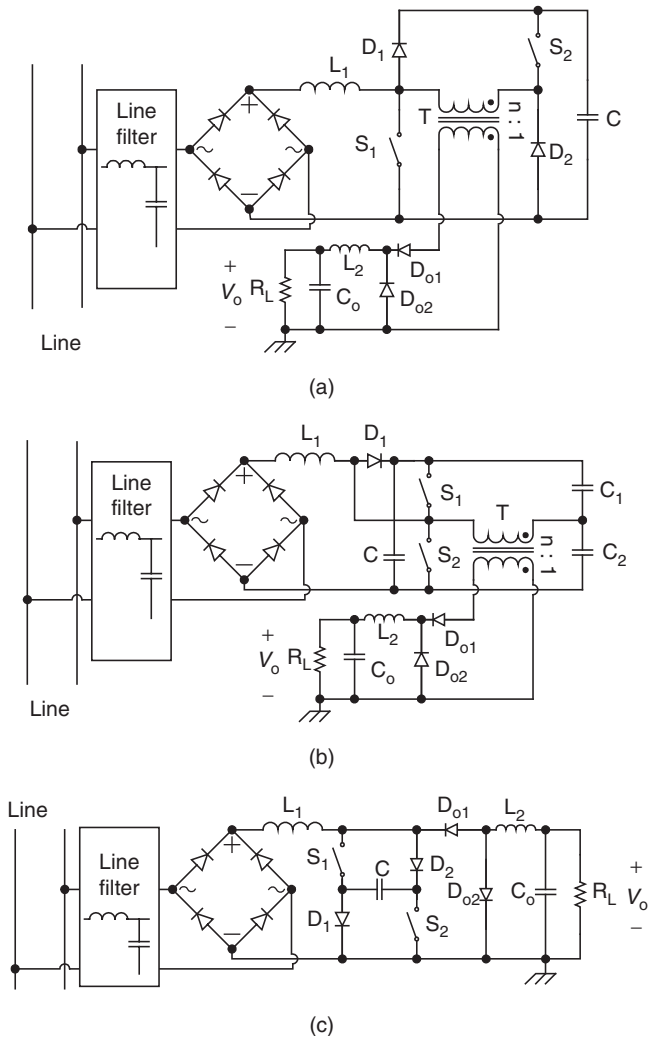 D1
S2
L1
Line
filter
+
T
n : 1
C
S1
~
~
D2
−
+
L2
Do1
Vo
RL
Co
Do2
−
Line
(a)
L1
D1
+
S1
C1
Line
filter
T
~
~
C
S2
n : 1
C2
−
+
L2
Do1
Vo
RL
Co
Do2
−
Line
(b)
Line
L1
Do1
L2
+
S1
D2
Line
filter
C
~
~
Do2
Co
RL
+
Vo
−
D1
S2
−
(c)